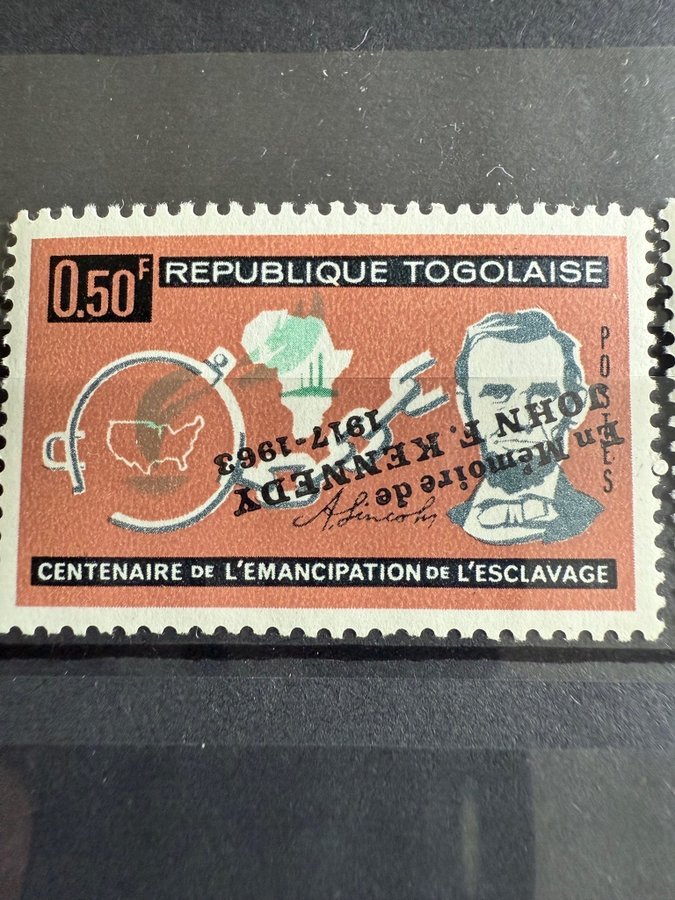 0.50F REPUBLIQUE TOGOLAISE
POSTES
En Mémoire de
JOHN F. KENNEDY
1917-1963
A. Lincoln
CENTENAIRE DE L'EMANCIPATION DE L'ESCLAVAGE